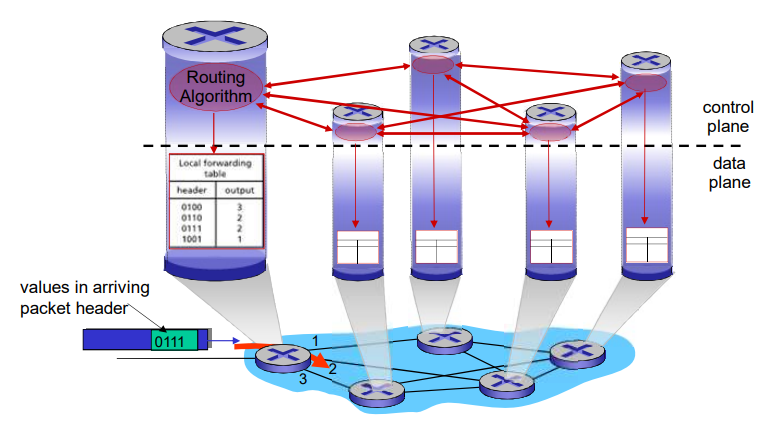 Routing
Algorithm
control
plane
data
plane
Local forwarding
table
header output
0100 3
0110 2
0111 2
1001 1
values in arriving
packet header
0111
1
2
3